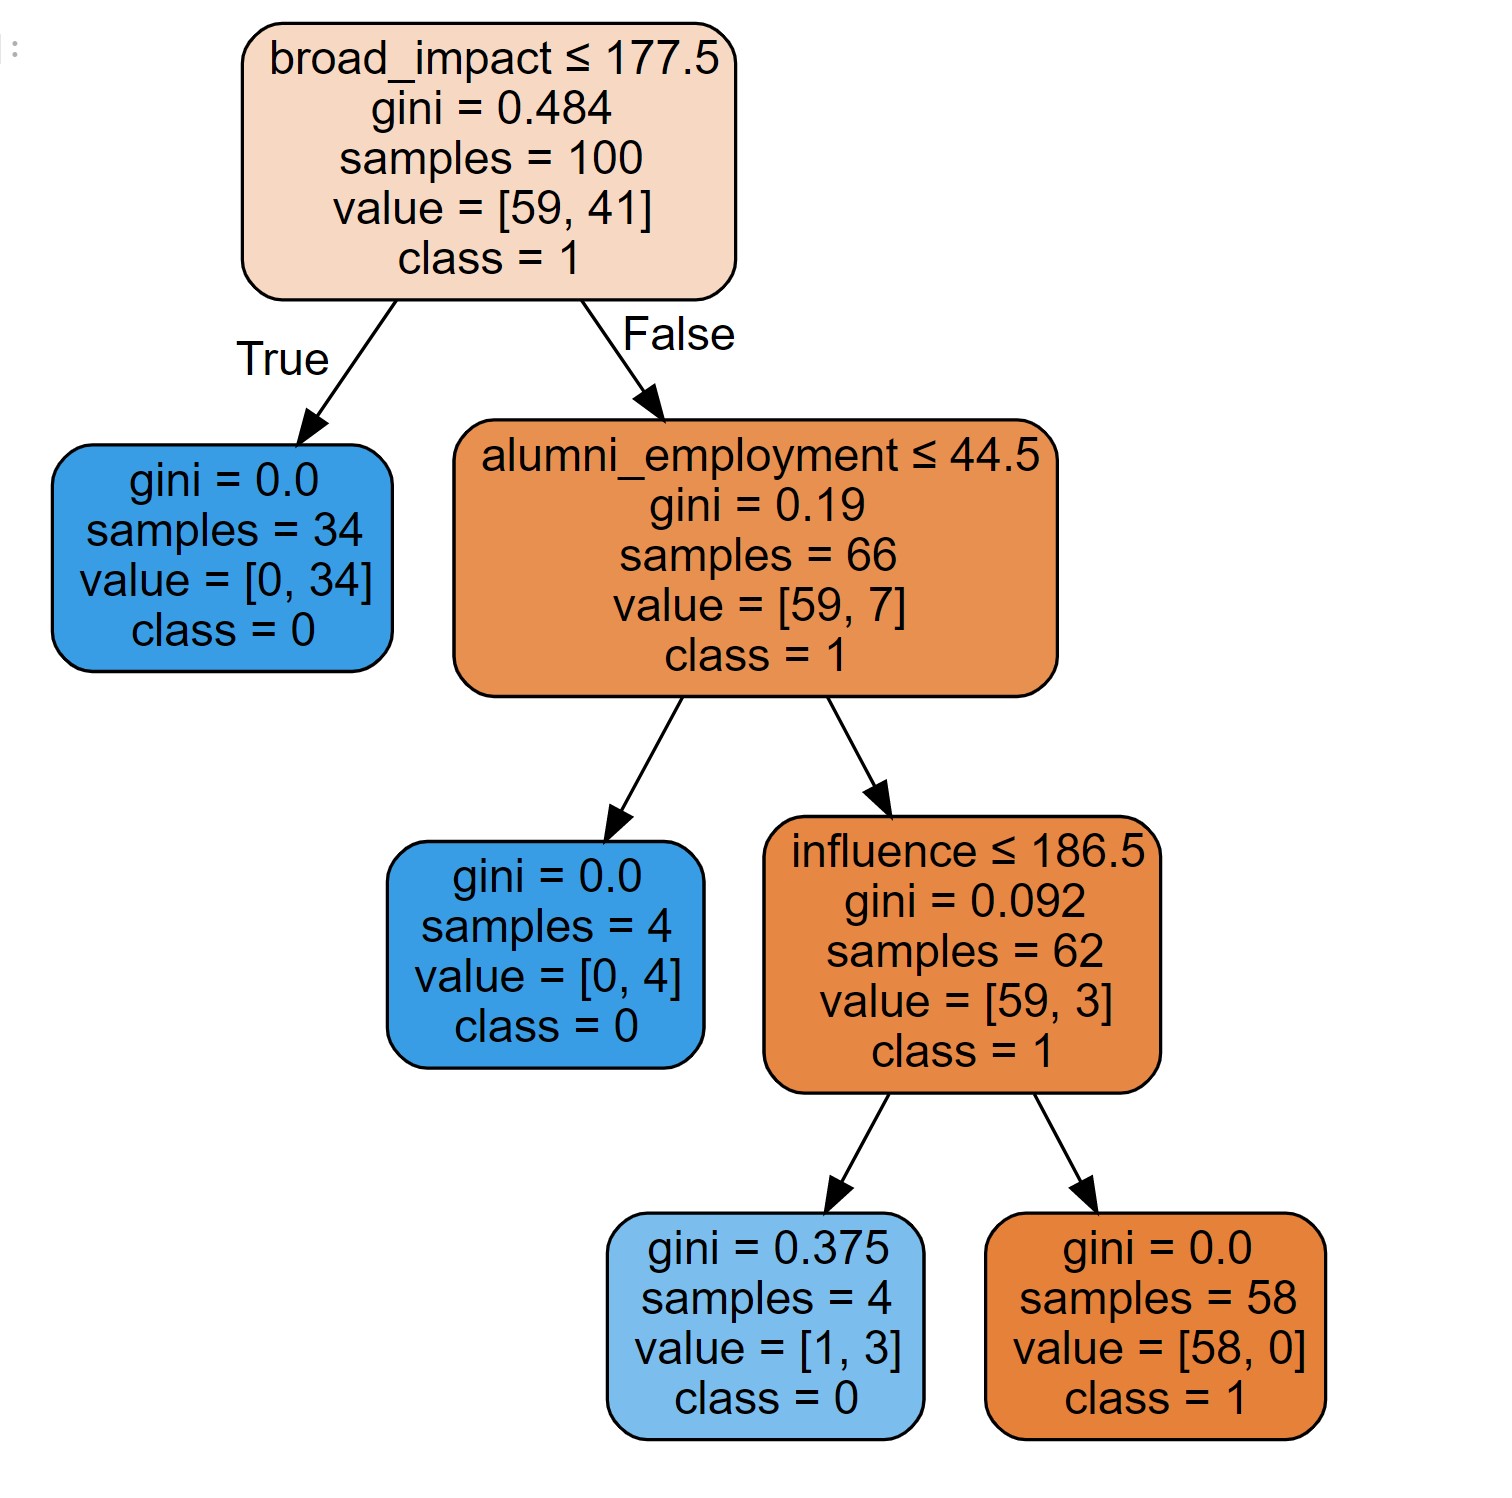 :
broad_impact ≤ 177.5
gini = 0.484
samples = 100
value = [59, 41]
class = 1
True
False
gini = 0.0
samples = 34
value = [0, 34]
class = 0
alumni_employment ≤ 44.5
gini = 0.19
samples = 66
value = [59, 7]
class = 1
gini = 0.0
samples = 4
value = [0, 4]
class = 0
influence ≤ 186.5
gini = 0.092
samples = 62
value = [59, 3]
class = 1
gini = 0.375
samples = 4
value = [1, 3]
class = 0
gini = 0.0
samples = 58
value = [58, 0]
class = 1